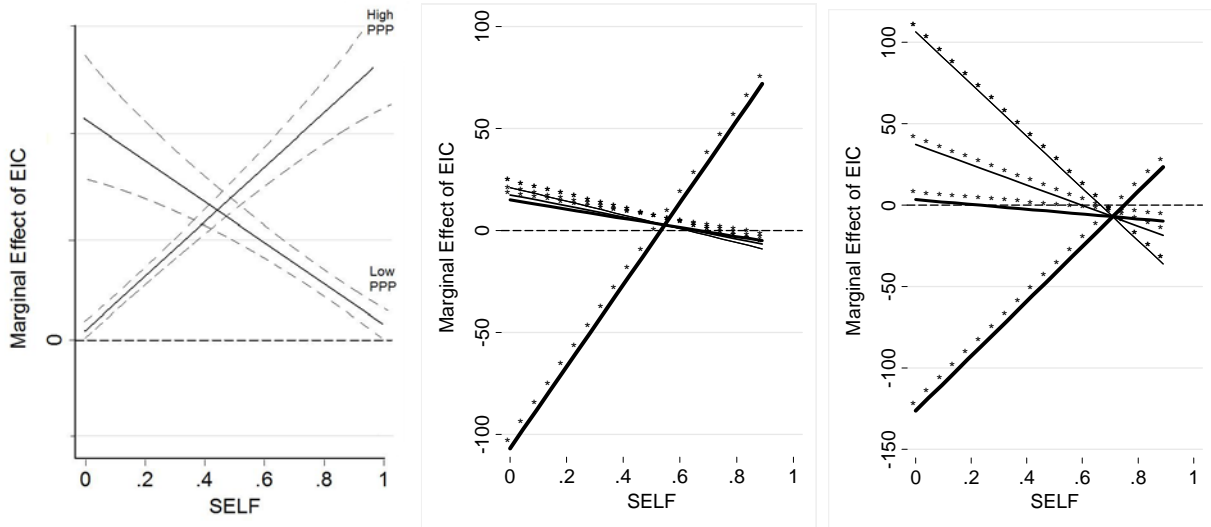 High
PPP
Low
PPP
Marginal Effect of EIC
0
0 .2 .4 .6 .8 1
SELF
Marginal Effect of EIC
100
50
0
-50
-100
0 .2 .4 .6 .8 1
SELF
Marginal Effect of EIC
100
50
0
-50
-100
-150
0 .2 .4 .6 .8 1
SELF